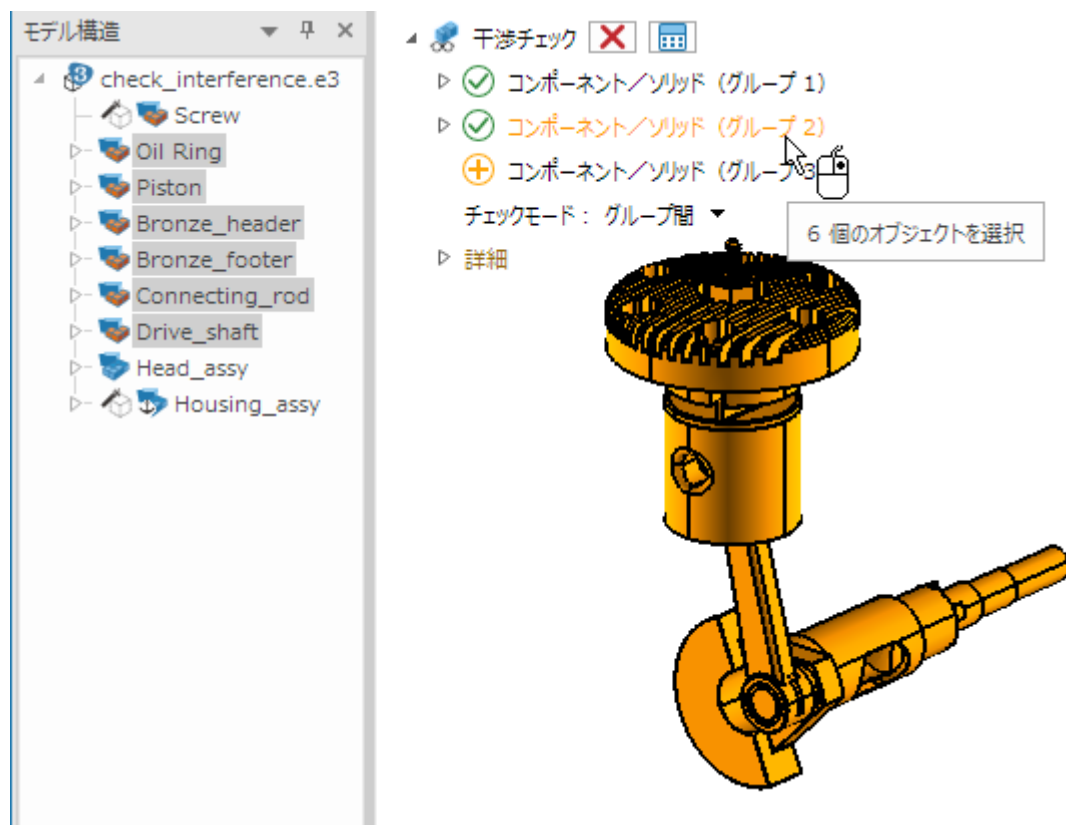 モデル構造
check_interference.e3
Screw
Oil Ring
Piston
Bronze_header
Bronze_footer
Connecting_rod
Drive_shaft
Head_assy
Housing_assy
干渉チェック
コンポーネント／ソリッド（グループ 1）
コンポーネント／ソリッド（グループ 2）
コンポーネント／ソリッド（グループ 3
チェックモード： グループ間
6 個のオブジェクトを選択
詳細